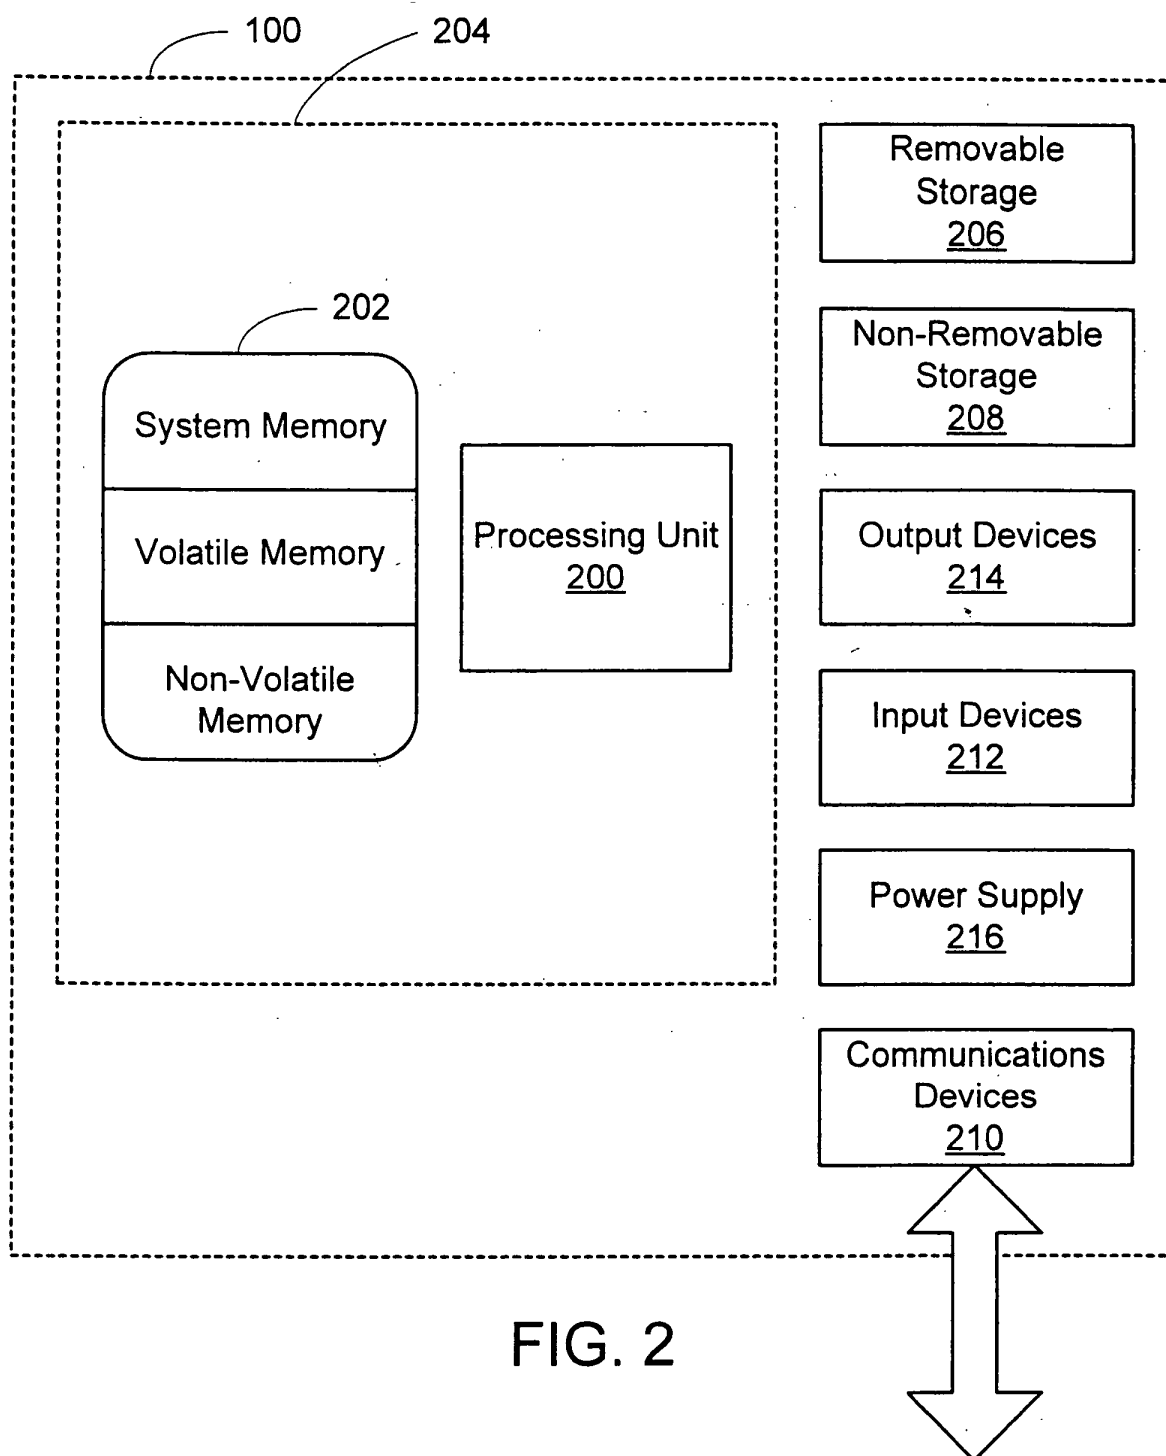 100
204
Removable
Storage
206
202
Non-Removable
Storage
208
System Memory
Volatile Memory
Non-Volatile
Memory
Processing Unit
200
Output Devices
214
Input Devices
212
Power Supply
216
Communications
Devices
210
FIG. 2